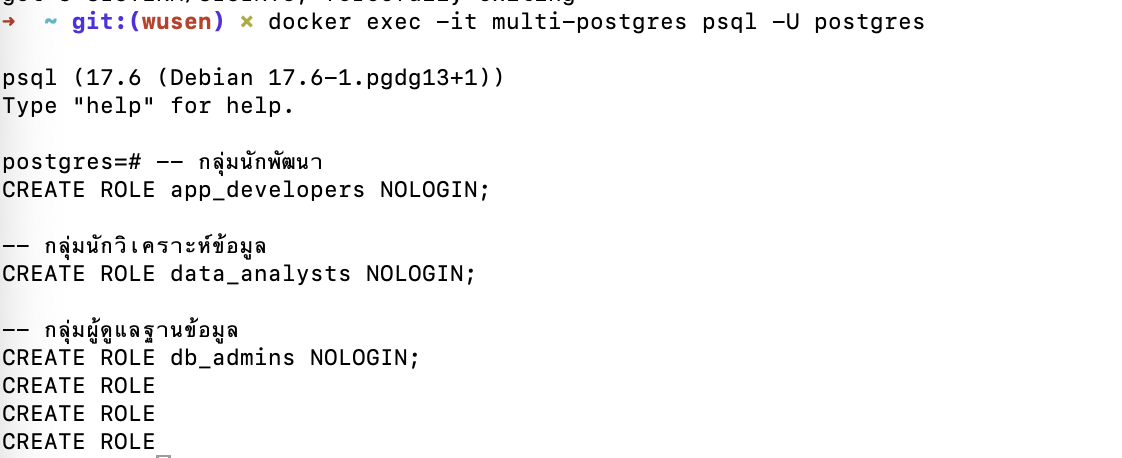 ➜  ~ git:(wusen) ✗ docker exec -it multi-postgres psql -U postgres
psql (17.6 (Debian 17.6-1.pgdg13+1))
Type "help" for help.
postgres=# -- กลุ่มนักพัฒนา
CREATE ROLE app_developers NOLOGIN;
-- กลุ่มนักวิเคราะห์ข้อมูล
CREATE ROLE data_analysts NOLOGIN;
-- กลุ่มผู้ดูแลฐานข้อมูล
CREATE ROLE db_admins NOLOGIN;
CREATE ROLE
CREATE ROLE
CREATE ROLE